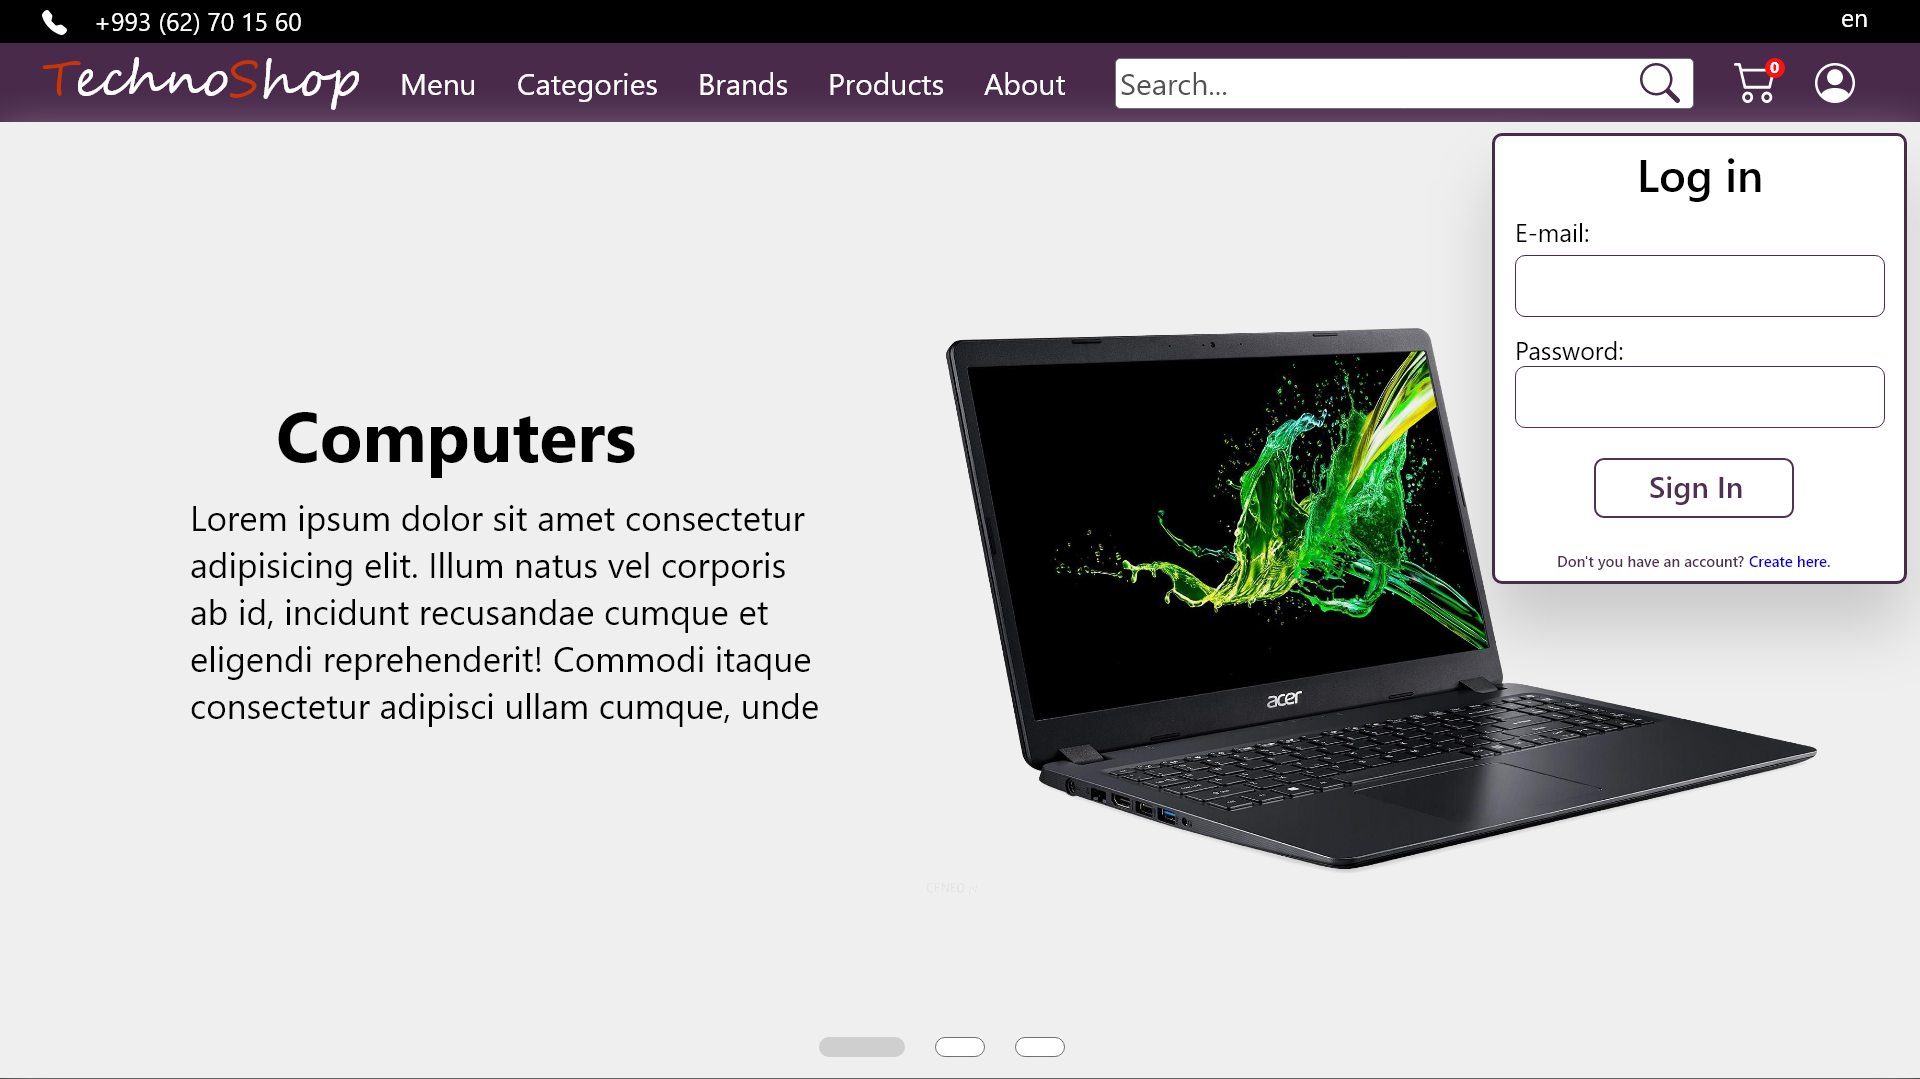 +993 (62) 70 15 60
en
TechnoShop
Menu
Categories
Brands
Products
About
Search...
0
Log in
E-mail:
Password:
Sign In
Don't you have an account? Create here.
Computers
Lorem ipsum dolor sit amet consectetur
adipisicing elit. Illum natus vel corporis
ab id, incidunt recusandae cumque et
eligendi reprehenderit! Commodi itaque
consectetur adipisci ullam cumque, unde
acer